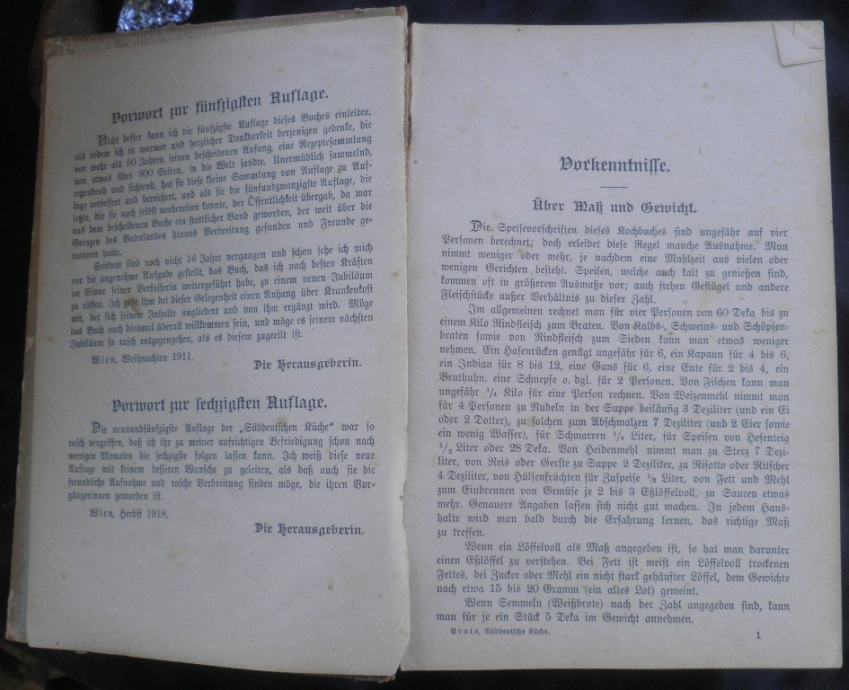 Vorwort zur fünfzigsten Auflage.
Nicht besser kann ich die fünfzigste Auflage dieses Buches einleiten,
als indem ich in warmer und herzlicher Dankbarkeit derjenigen gedenke, die
vor mehr als 50 Jahren seinen bescheidenen Anfang, eine Rezeptesammlung
von etwas über 300 Seiten, in die Welt sandte. Unermüdlich sammelnd,
erprobend und sichtend, hat sie diese kleine Sammlung von Auflage zu Auf-
lage verbessert und bereichert, und als sie die fünfundzwanzigste Auflage, die
letzte, die sie noch selbst vorbereiten konnte, der Öffentlichkeit übergab, da war
aus dem bescheidenen Buche ein stattlicher Band geworden, der weit über die
Grenzen des Vaterlandes hinaus Verbreitung gefunden und Freunde ge-
wonnen hatte.
Seitdem sind noch nicht 16 Jahre vergangen und schon sehe ich mich
vor die angenehme Aufgabe gestellt, das Buch, das ich nach besten Kräften
im Sinne seiner Verfasserin weitergeführt habe, zu einem neuen Jubiläum
zu rüsten. Ich gebe ihm bei dieser Gelegenheit einen Anhang über Krankenkost
mit, der sich seinem Inhalte angliedert und von ihm ergänzt wird. Möge
das Buch auch diesmal überall willkommen sein, und möge es seinem nächsten
Jubiläum so rasch entgegengehen, als es diesem zugeeilt ist.
Wien, Weihnachten 1911.
Die Herausgeberin.
Vorwort zur sechzigsten Auflage.
Die neunundfünfzigste Auflage der „Süddeutschen Küche“ war so
rasch vergriffen, daß ich ihr zu meiner aufrichtigen Befriedigung schon nach
wenigen Monaten die sechzigste folgen lassen kann. Ich weiß diese neue
Auflage mit keinem besseren Wunsche zu geleiten, als daß auch sie die
freundliche Aufnahme und rasche Verbreitung finden möge, die ihren Vor-
gängerinnen geworden ist.
Wien, Herbst 1918.
Die Herausgeberin.
Vorkenntnisse.
Über Maß und Gewicht.
Die Speisevorschriften dieses Kochbuches sind ungefähr auf vier
Personen berechnet; doch erleidet diese Regel manche Ausnahme. Man
nimmt weniger oder mehr, je nachdem eine Mahlzeit aus vielen oder
wenigen Gerichten besteht. Speisen, welche auch kalt zu genießen sind,
kommen oft in größerem Ausmaße vor; auch stehen Geflügel und andere
Fleischstücke außer Verhältnis zu dieser Zahl.
Im allgemeinen rechnet man für vier Personen von 60 Deka bis zu
einem Kilo Rindfleisch zum Braten. Von Kalbs-, Schweins- und Schöpsen-
braten sowie von Rindfleisch zum Sieden kann man etwas weniger
nehmen. Ein Hasenrücken genügt ungefähr für 6, ein Kapaun für 4 bis 6,
ein Indian für 8 bis 12, eine Gans für 6, eine Ente für 2 bis 4, ein
Brathuhn, eine Schnepfe o. dgl. für 2 Personen. Von Fischen kann man
ungefähr ¼ Kilo für eine Person rechnen. Von Weizenmehl nimmt man
für 4 Personen zu Nudeln in der Suppe beiläufig 3 Deziliter (und ein Ei
oder 2 Dotter), zu solchen zum Abschmalzen 7 Deziliter (und 2 Eier sowie
ein wenig Wasser), für Schmarren ½ Liter, für Speisen von Hefenteig
½ Liter oder 28 Deka. Von Heidenmehl nimmt man zu Sterz 7 Dezi-
liter, von Reis oder Gerste zu Suppe 2 Deziliter, zu Risotto oder Ritscher
4 Deziliter, von Hülsenfrüchten für Zuspeise ½ Liter, von Fett und Mehl
zum Einbrennen von Gemüse je 2 bis 3 Eßlöffelvoll, zu Saucen etwas
mehr. Genauere Angaben lassen sich nicht gut machen. In jedem Haus-
halte wird man bald durch die Erfahrung lernen, das richtige Maß
zu treffen.
Wenn ein Löffelvoll als Maß angegeben ist, so hat man darunter
einen Eßlöffel zu verstehen. Bei Fett ist meist ein Löffelvoll trockenen
Fettes, bei Zucker oder Mehl ein nicht stark gehäufter Löffel, dem Gewichte
nach etwa 15 bis 20 Gramm (ein altes Lot) gemeint.
Wenn Semmeln (Weißbrote) nach der Zahl angegeben sind, kann
man für je ein Stück 5 Deka im Gewicht annehmen.
Prato, Süddeutsche Küche. 1